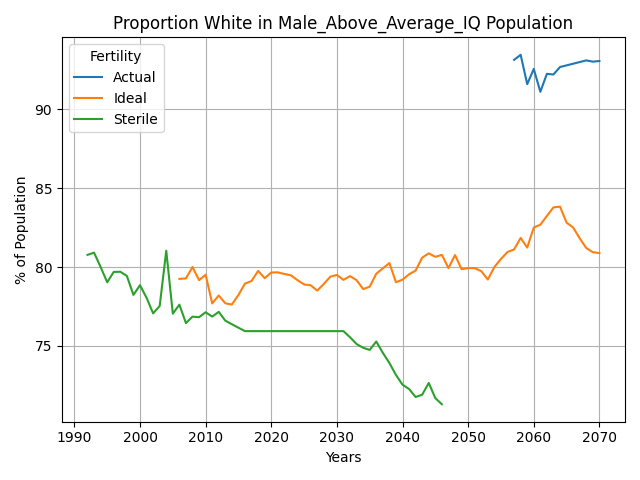 Proportion White in Male_Above_Average_IQ Population
Fertility
Actual
Ideal
Sterile
% of Population
90
85
80
75
1990 2000 2010 2020 2030 2040 2050 2060 2070
Years